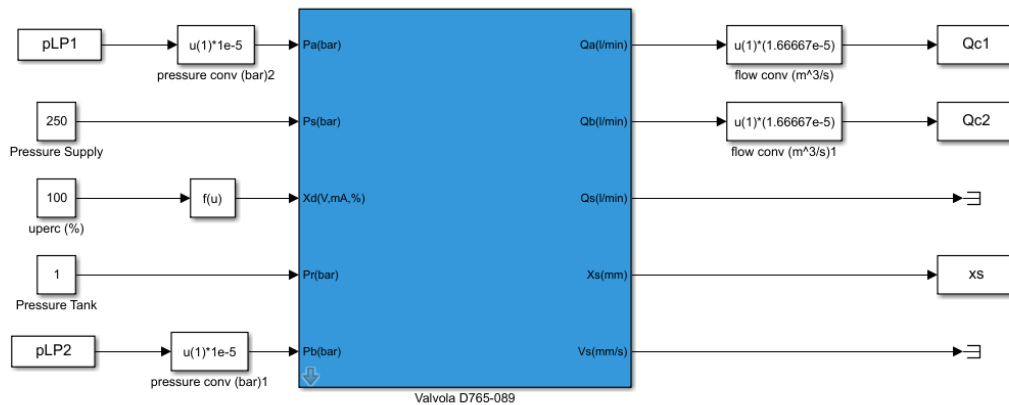 pLP1
u(1)*1e-5
pressure conv (bar)2
Pa(bar)
Qa(l/min)
u(1)*(1.66667e-5)
flow conv (m^3/s)
Qc1
250
Pressure Supply
Ps(bar)
Qb(l/min)
u(1)*(1.66667e-5)
flow conv (m^3/s)1
Qc2
100
uperc (%)
f(u)
Xd(V,mA,%)
Qs(l/min)
1
Pressure Tank
Pr(bar)
Xs(mm)
xs
pLP2
u(1)*1e-5
pressure conv (bar)1
Pb(bar)
Vs(mm/s)
Valvola D765-089